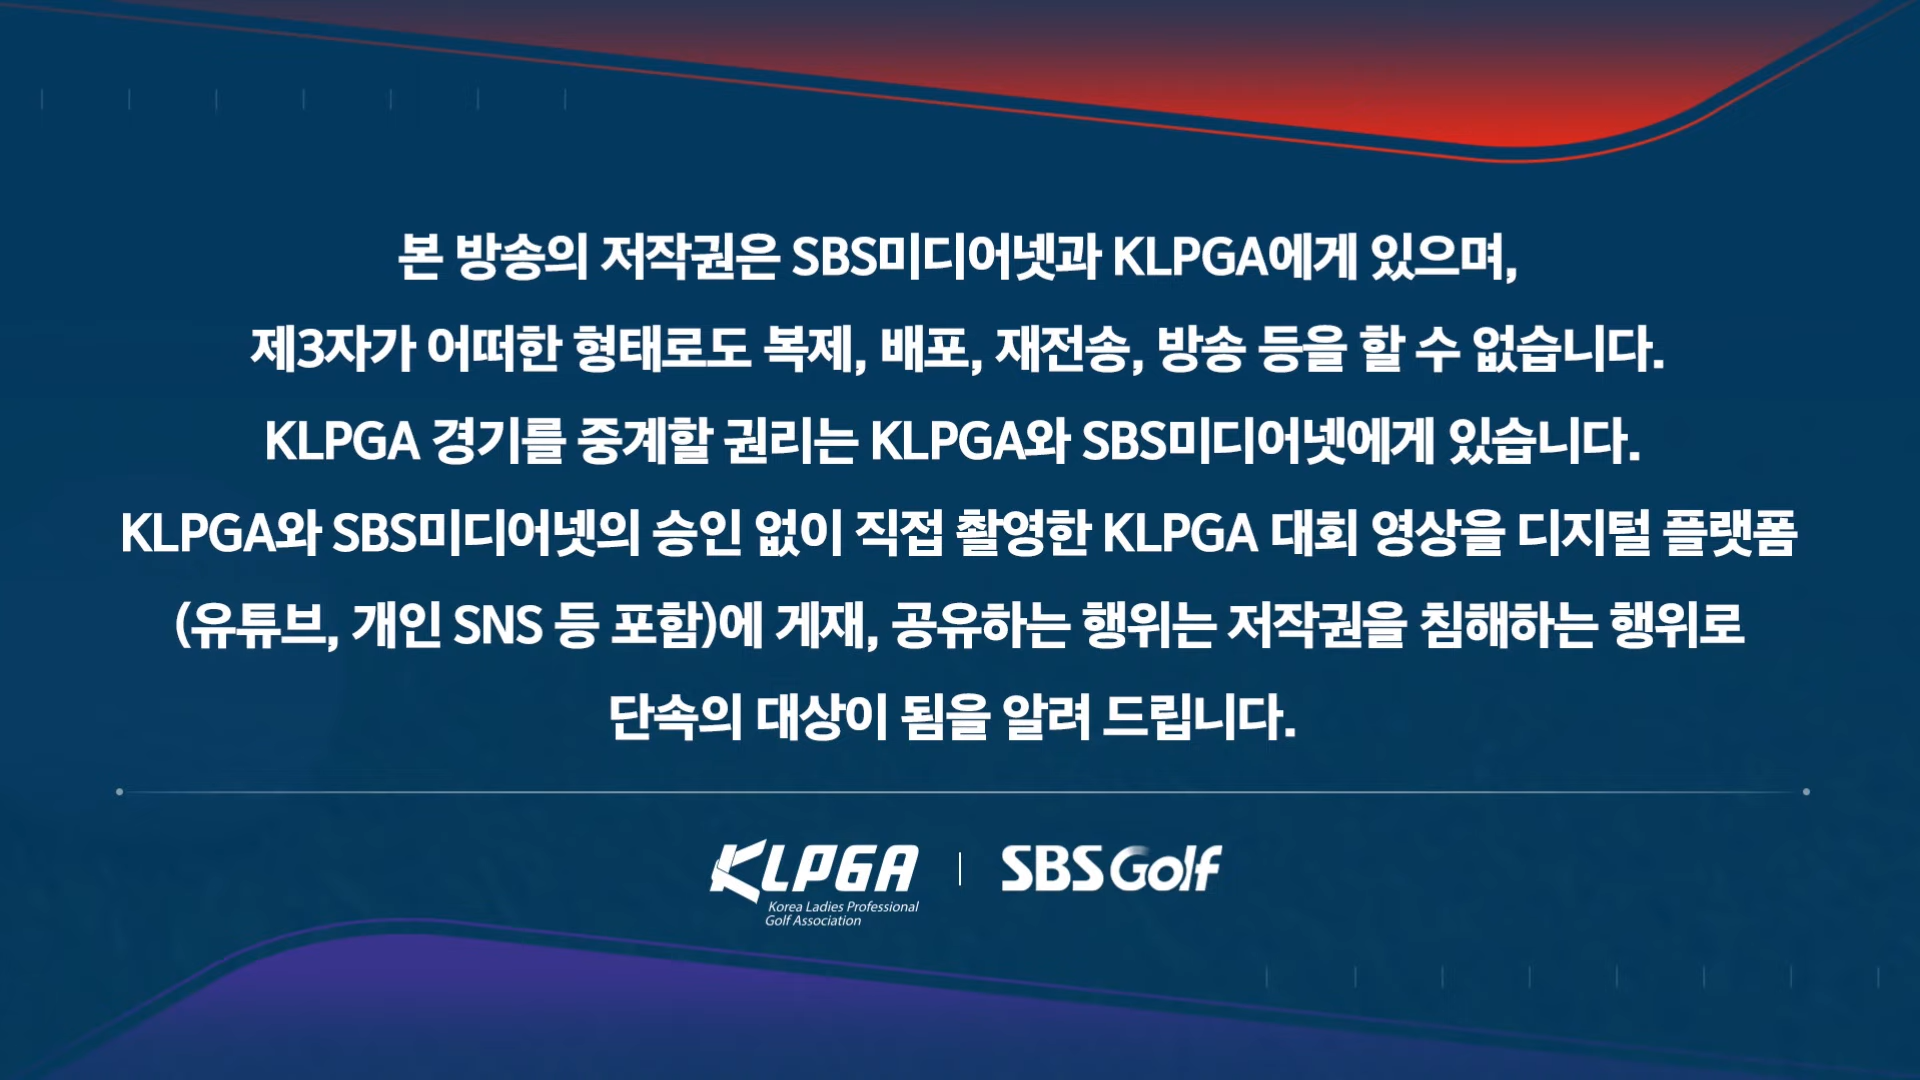 본 방송의 저작권은 SBS미디어넷과 KLPGA에게 있으며,
제3자가 어떠한 형태로도 복제, 배포, 재전송, 방송 등을 할 수 없습니다.
KLPGA 경기를 중계할 권리는 KLPGA와 SBS미디어넷에게 있습니다.
KLPGA와 SBS미디어넷의 승인 없이 직접 촬영한 KLPGA 대회 영상을 디지털 플랫폼
(유튜브, 개인 SNS 등 포함)에 게재, 공유하는 행위는 저작권을 침해하는 행위로
단속의 대상이 됨을 알려 드립니다.
KLPGA
Korea Ladies Professional
Golf Association
SBS Golf